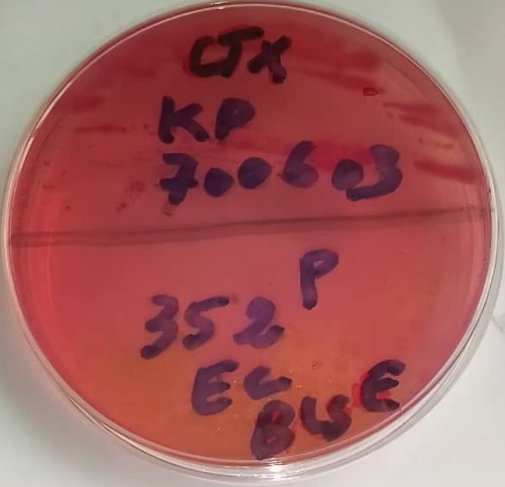 CTX
KP
700603
P
352
EC
BLSE